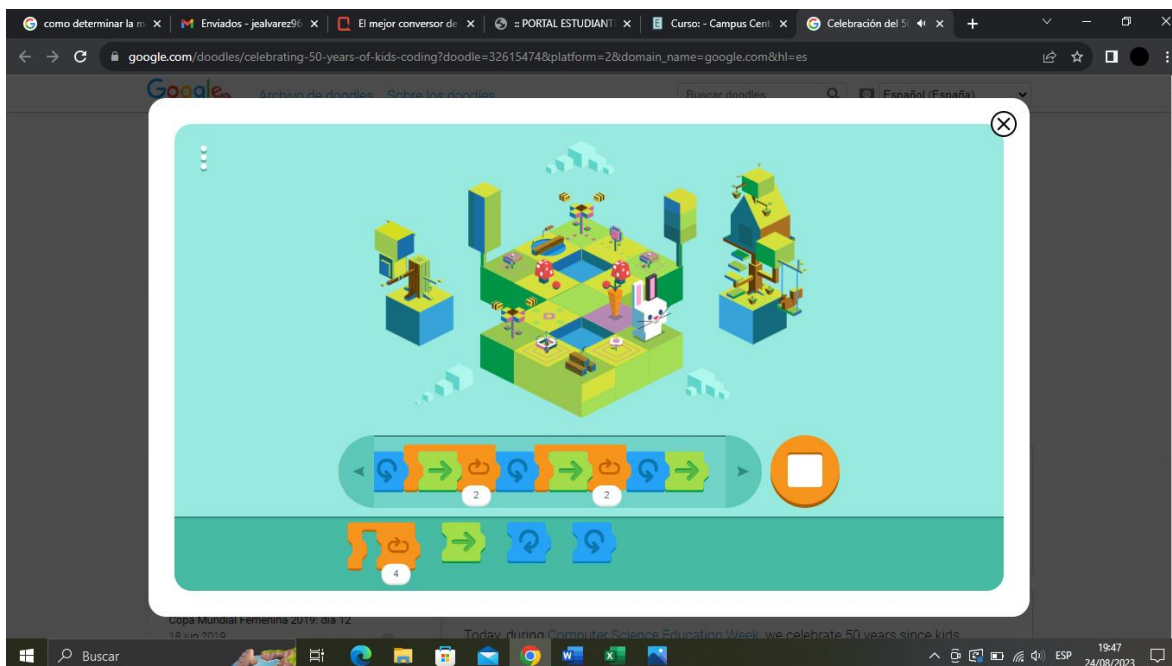 como determinar la m
Enviados - jealvarez96
El mejor conversor de
:: PORTAL ESTUDIANTI
Curso: - Campus Cent
Celebración del 5
google.com/doodles/celebrating-50-years-of-kids-coding?doodle=32615474&platform=2&domain_name=google.com&hl=es
Google
Archivo de doodles Sobre los doodles
Buscar doodles
Español (España)
2
2
4
Copa Mundial Femenina 2019: día 12
18 jun 2019
Today, during Computer Science Education Week, we celebrate 50 years since kids
Buscar
ESP
19:47
24/08/2023